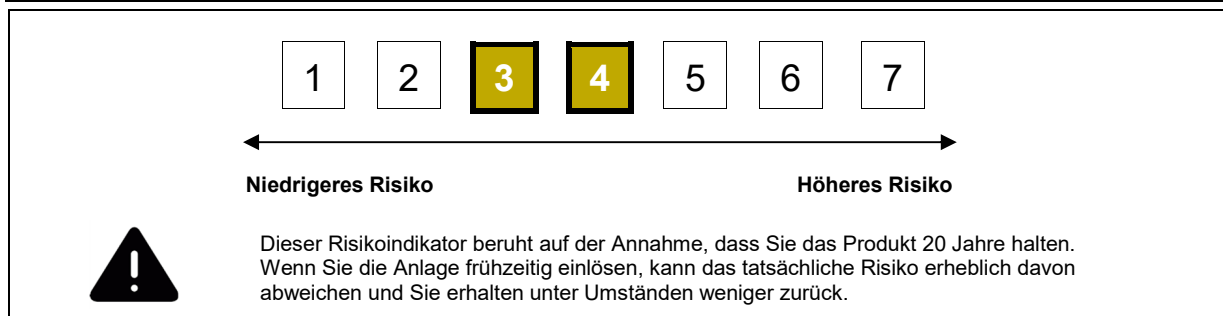 1 2 3 4 5 6 7
Niedrigeres Risiko Höheres Risiko
Dieser Risikoindikator beruht auf der Annahme, dass Sie das Produkt 20 Jahre halten.
Wenn Sie die Anlage frühzeitig einlösen, kann das tatsächliche Risiko erheblich davon
abweichen und Sie erhalten unter Umständen weniger zurück.